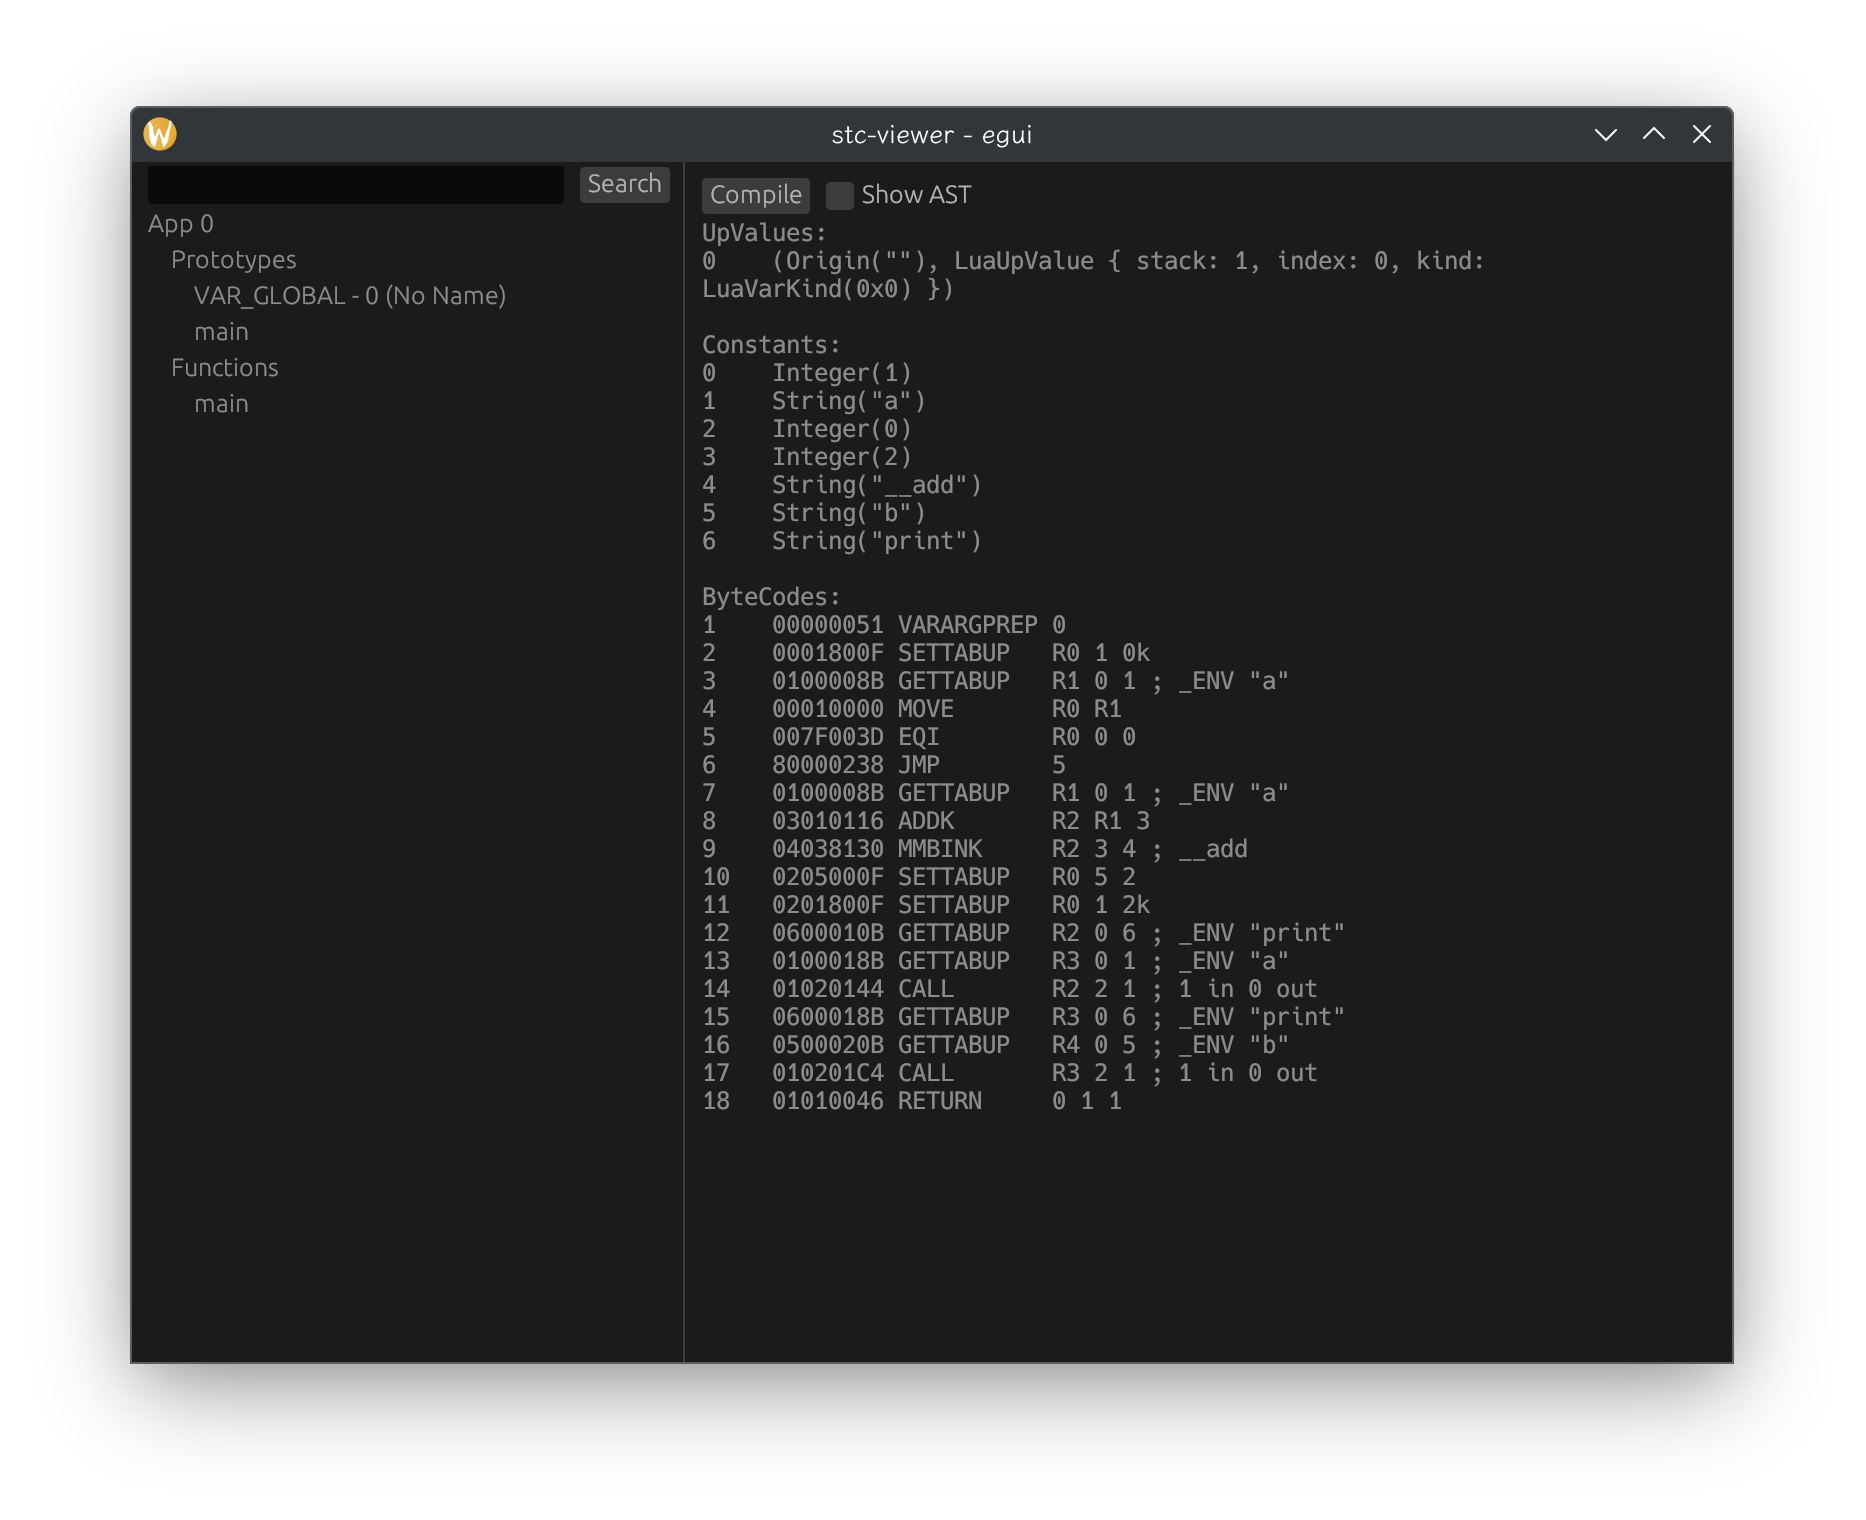 stc-viewer - egui
Search
App 0
Prototypes
VAR_GLOBAL - 0 (No Name)
main
Functions
main
Compile Show AST
UpValues:
0 (Origin(""), LuaUpValue { stack: 1, index: 0, kind:
LuaVarKind(0x0) })
Constants:
0 Integer(1)
1 String("a")
2 Integer(0)
3 Integer(2)
4 String("__add")
5 String("b")
6 String("print")
ByteCodes:
1 00000051 VARARGPREP 0
2 0001800F SETTABUP R0 1 0k
3 0100008B GETTABUP R1 0 1 ; _ENV "a"
4 00010000 MOVE R0 R1
5 007F003D EQI R0 0 0
6 80000238 JMP 5
7 0100008B GETTABUP R1 0 1 ; _ENV "a"
8 03010116 ADDK R2 R1 3
9 04038130 MMBINK R2 3 4 ; __add
10 0205000F SETTABUP R0 5 2
11 0201800F SETTABUP R0 1 2k
12 0600010B GETTABUP R2 0 6 ; _ENV "print"
13 0100018B GETTABUP R3 0 1 ; _ENV "a"
14 01020144 CALL R2 2 1 ; 1 in 0 out
15 0600018B GETTABUP R3 0 6 ; _ENV "print"
16 0500020B GETTABUP R4 0 5 ; _ENV "b"
17 010201C4 CALL R3 2 1 ; 1 in 0 out
18 01010046 RETURN 0 1 1